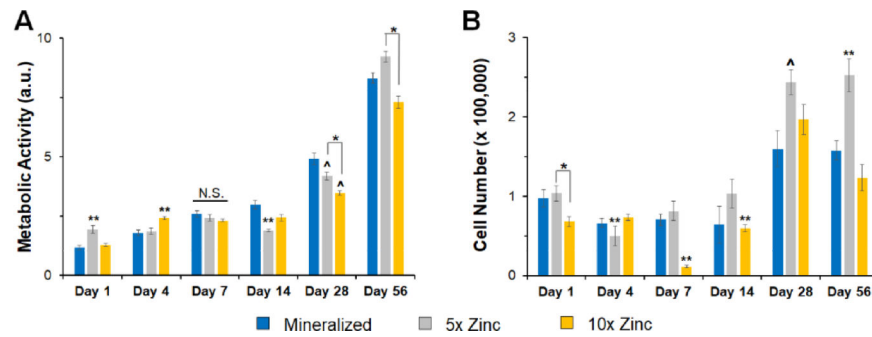 A
Metabolic Activity (a.u.)
10
5
0
** ** N.S. ** ^ * ^ *
Day 1 Day 4 Day 7 Day 14 Day 28 Day 56
B
Cell Number (x 100,000)
3
2
1
0
* ** ** ** ^ **
Day 1 Day 4 Day 7 Day 14 Day 28 Day 56
Mineralized 5x Zinc 10x Zinc